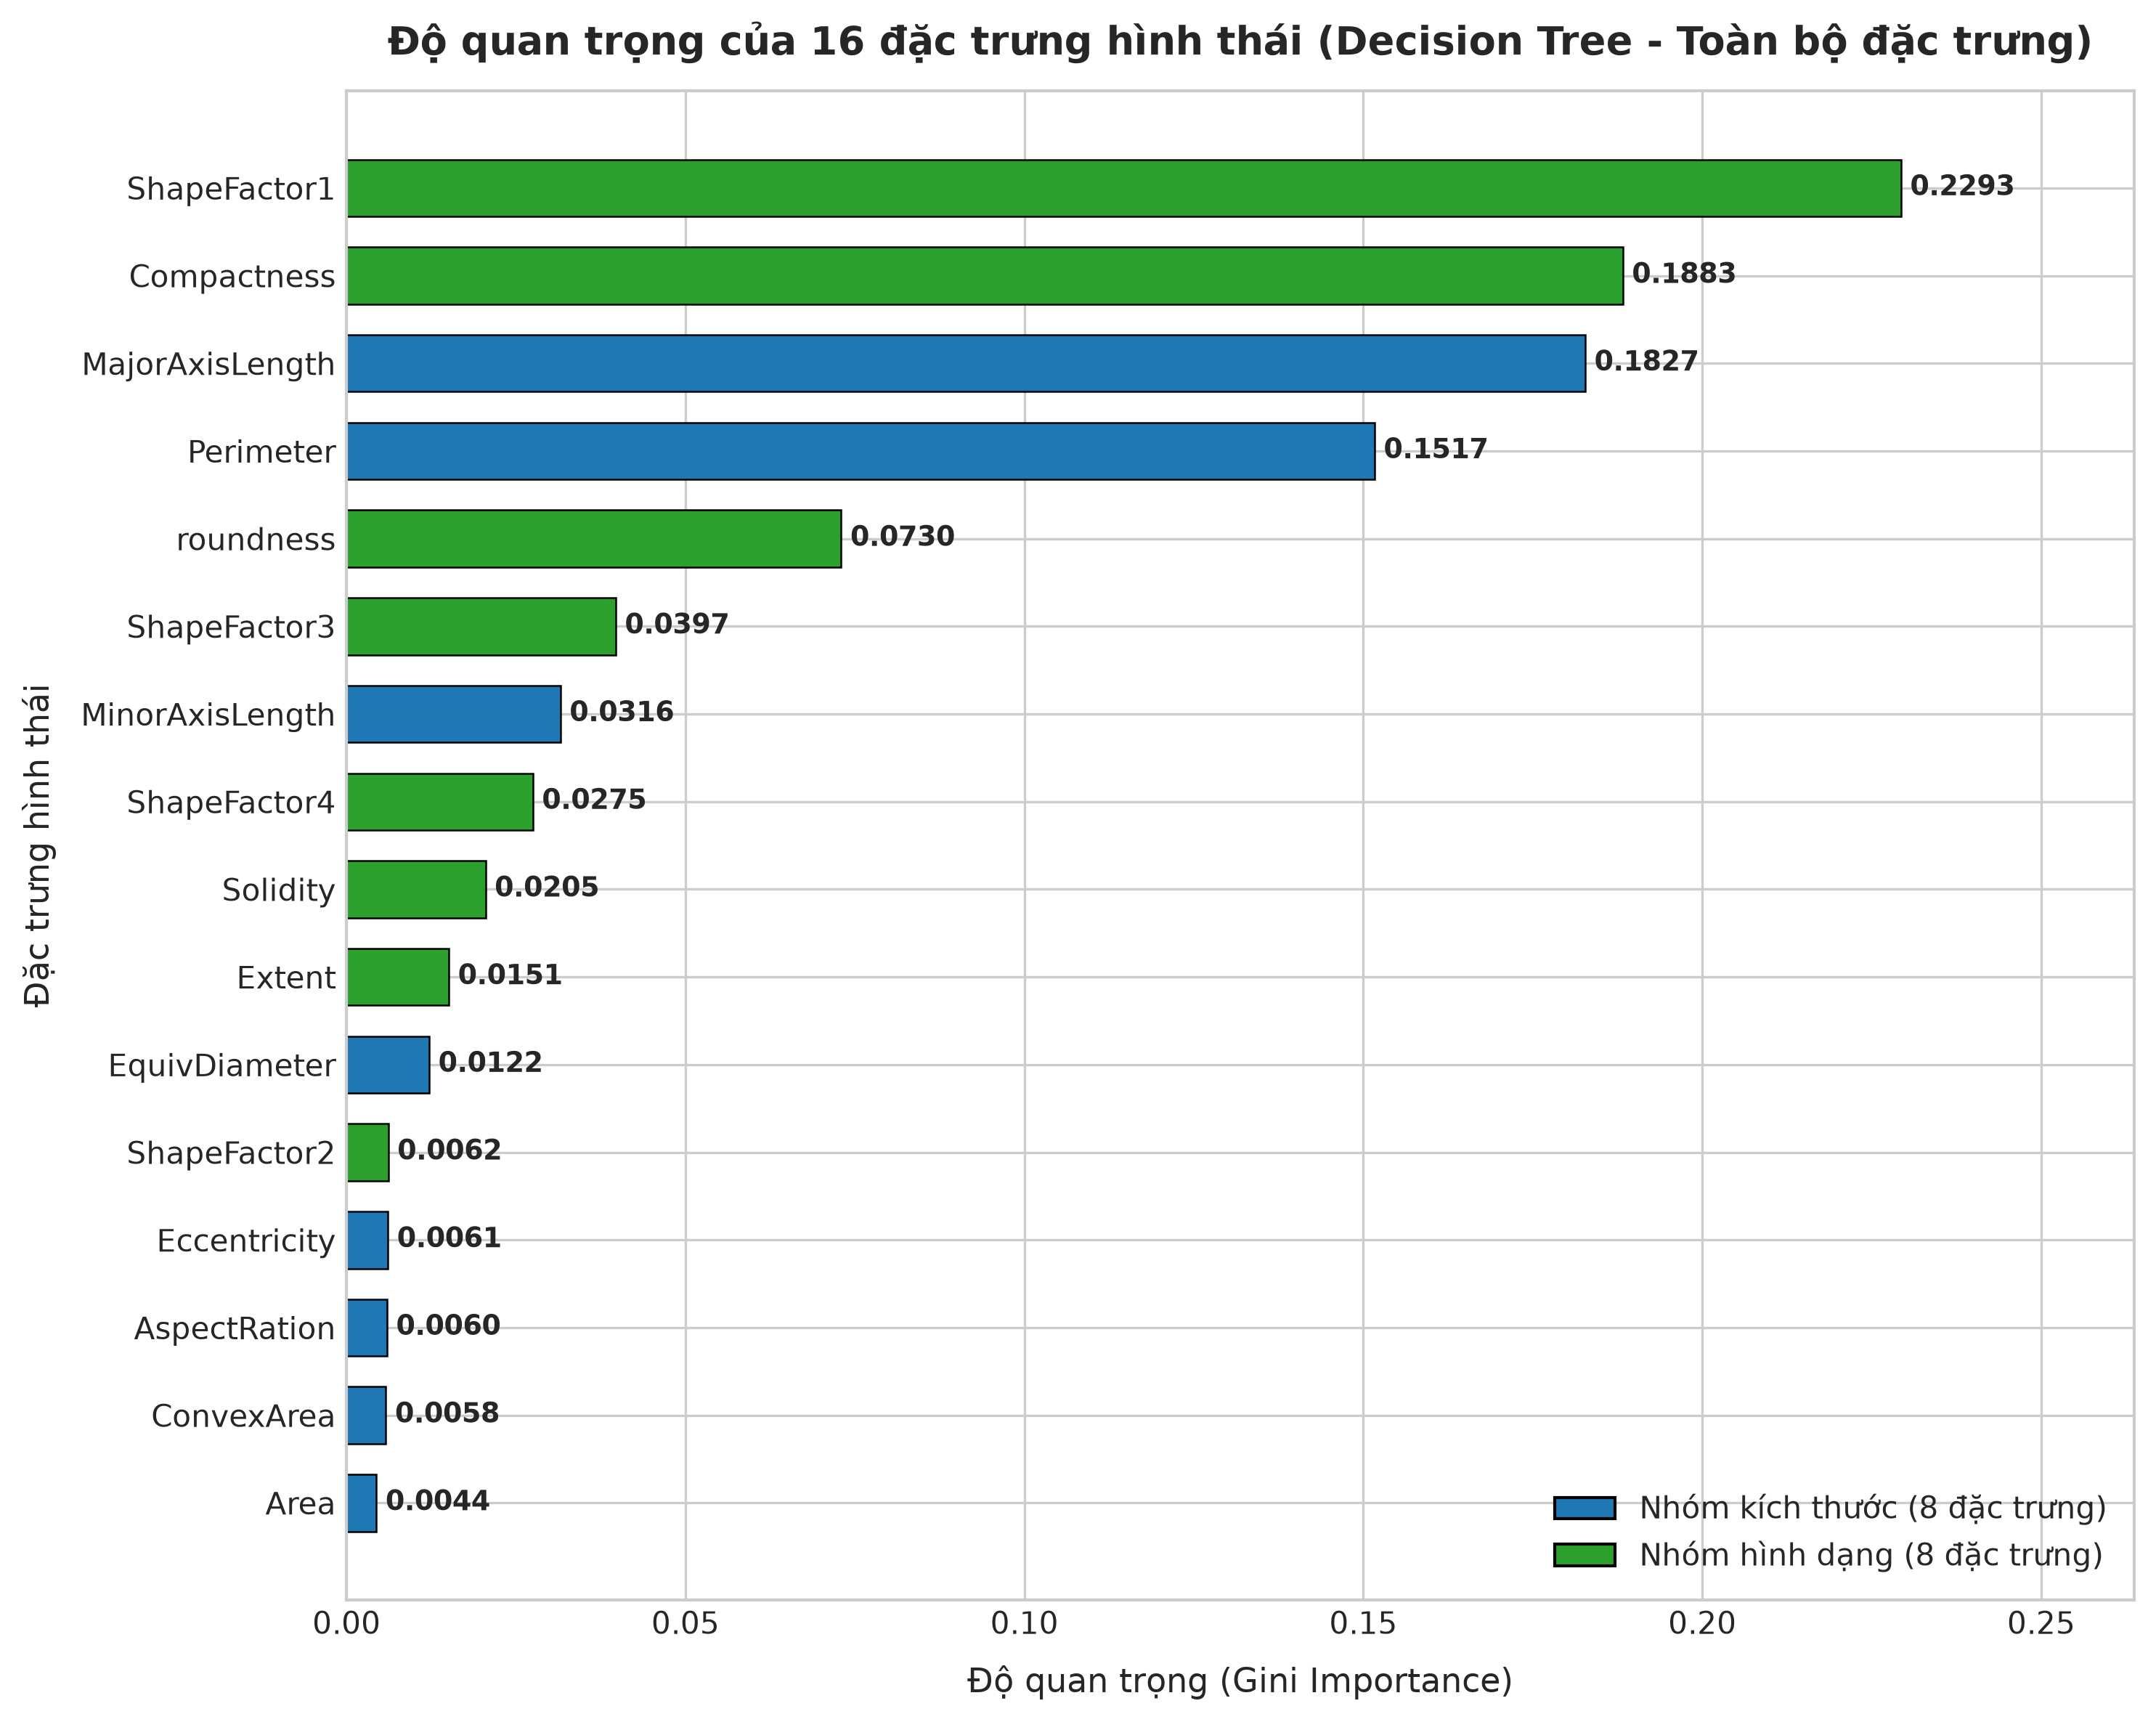 Độ quan trọng của 16 đặc trưng hình thái (Decision Tree - Toàn bộ đặc trưng)
Đặc trưng hình thái
ShapeFactor1 0.2293
Compactness 0.1883
MajorAxisLength 0.1827
Perimeter 0.1517
roundness 0.0730
ShapeFactor3 0.0397
MinorAxisLength 0.0316
ShapeFactor4 0.0275
Solidity 0.0205
Extent 0.0151
EquivDiameter 0.0122
ShapeFactor2 0.0062
Eccentricity 0.0061
AspectRation 0.0060
ConvexArea 0.0058
Area 0.0044
Nhóm kích thước (8 đặc trưng)
Nhóm hình dạng (8 đặc trưng)
0.00 0.05 0.10 0.15 0.20 0.25
Độ quan trọng (Gini Importance)